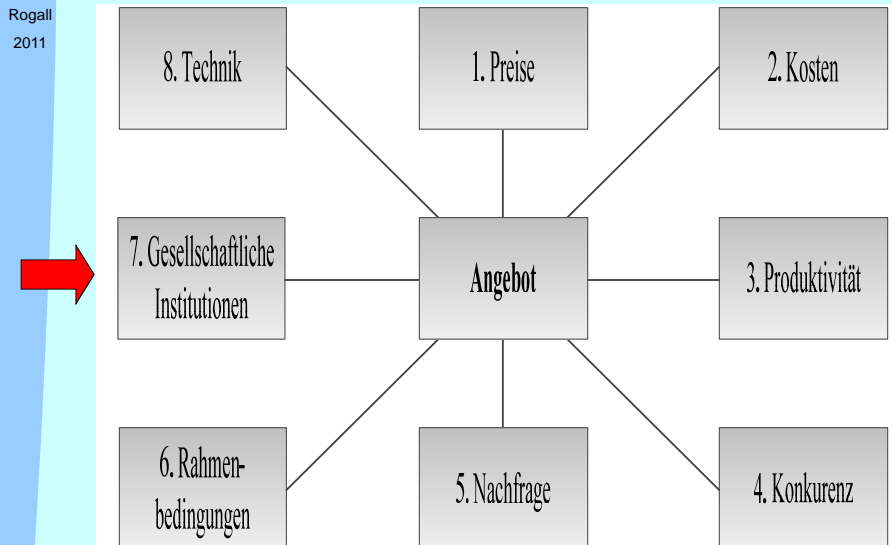 Rogall
2011
8. Technik
1. Preise
2. Kosten
7. Gesellschaftliche
Institutionen
Angebot
3. Produktivität
6. Rahmen-
bedingungen
5. Nachfrage
4. Konkurenz